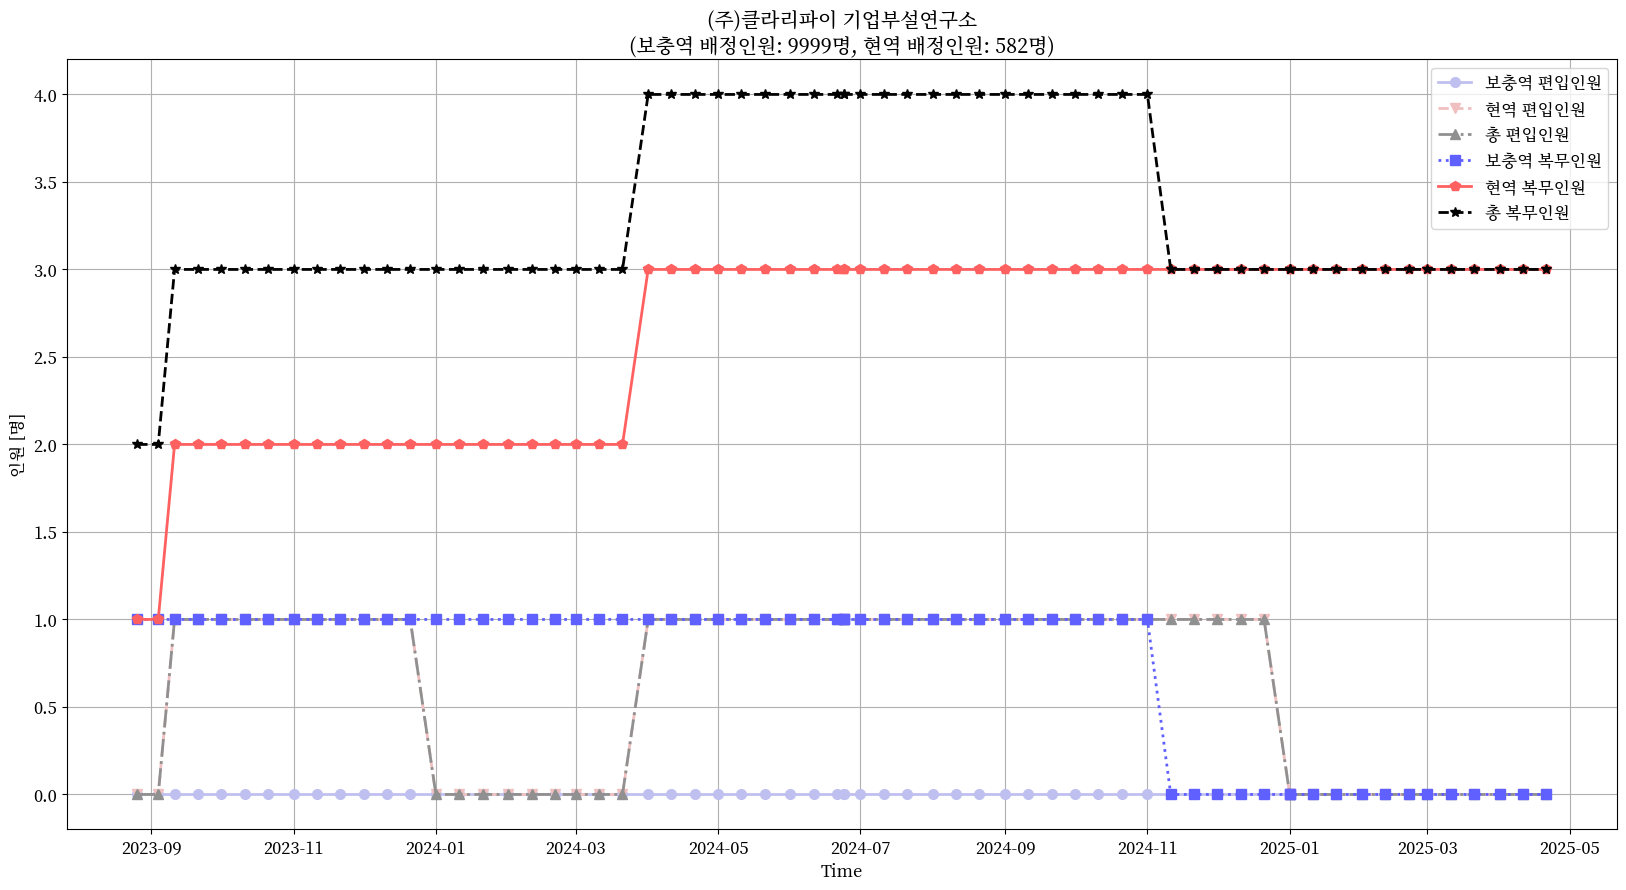 (주)클라리파이 기업부설연구소
(보충역 배정인원: 9999명, 현역 배정인원: 582명)
보충역 편입인원
현역 편입인원
총 편입인원
보충역 복무인원
현역 복무인원
총 복무인원
인원 [명]
4.0
3.5
3.0
2.5
2.0
1.5
1.0
0.5
0.0
2023-09 2023-11 2024-01 2024-03 2024-05 2024-07 2024-09 2024-11 2025-01 2025-03 2025-05
Time